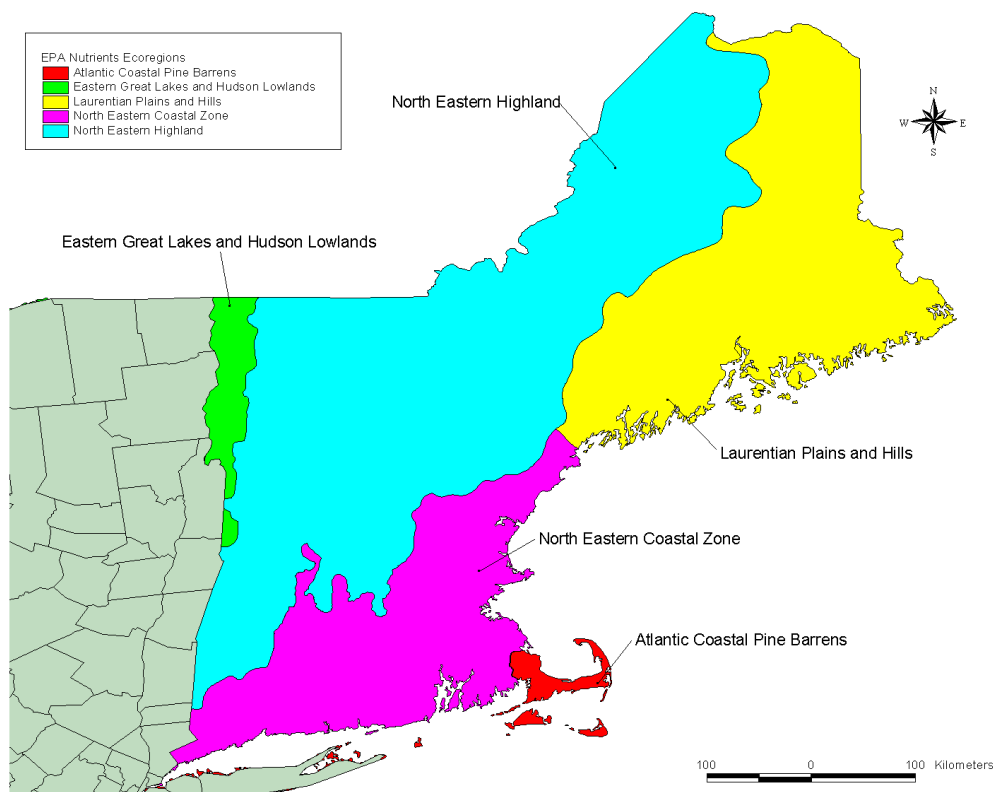 EPA Nutrients Ecoregions
Atlantic Coastal Pine Barrens
Eastern Great Lakes and Hudson Lowlands
Laurentian Plains and Hills
North Eastern Coastal Zone
North Eastern Highland
North Eastern Highland
N
W E
S
Eastern Great Lakes and Hudson Lowlands
Laurentian Plains and Hills
North Eastern Coastal Zone
Atlantic Coastal Pine Barrens
100 0 100 Kilometers